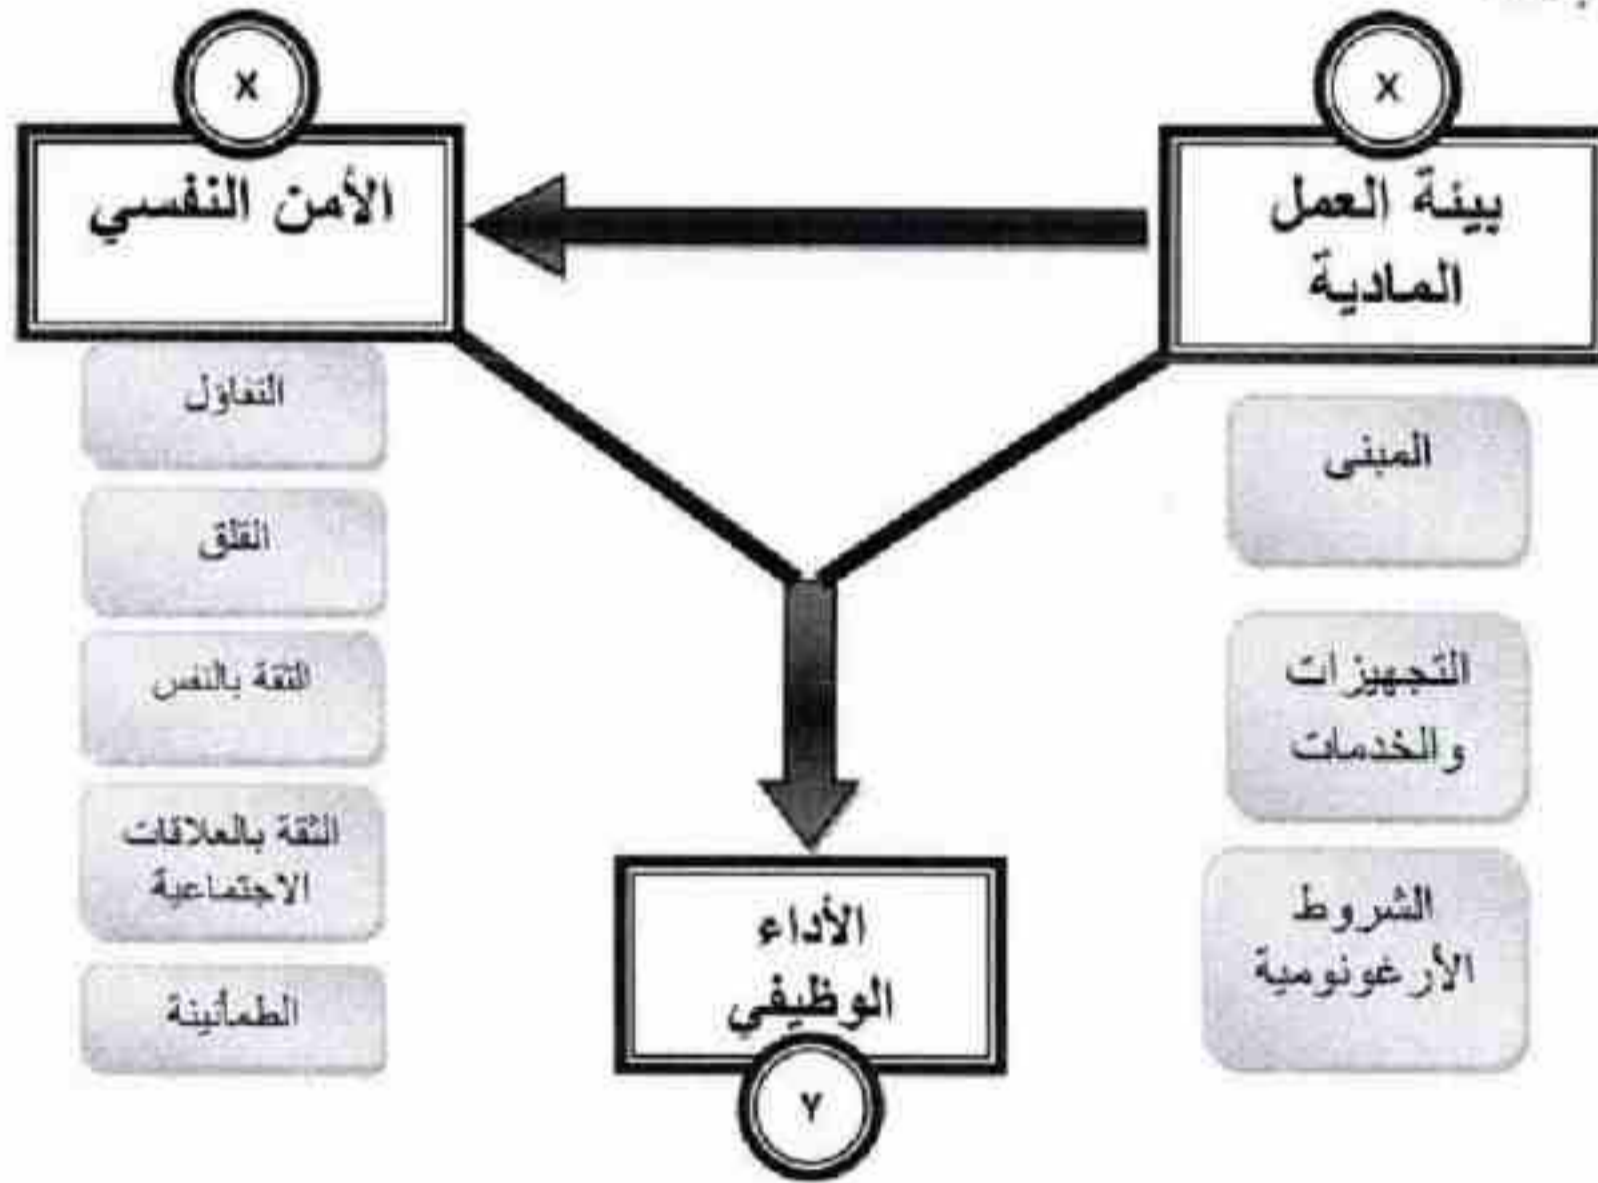 X
بيئة العمل
المادية
المبنى
التجهيزات
والخدمات
الشروط
الأرغونومية
X
الأمن النفسي
التفاؤل
القلق
الثقة بالنفس
الثقة بالعلاقات
الاجتماعية
الطمأنينة
الأداء
الوظيفي
Y